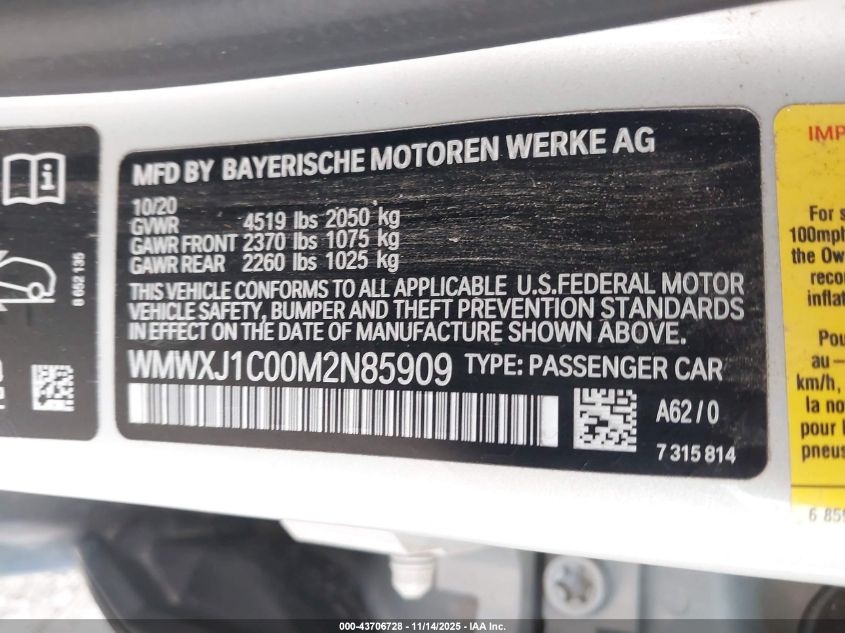 MFD BY BAYERISCHE MOTOREN WERKE AG
10/20
GVWR 4519 lbs 2050 kg
GAWR FRONT 2370 lbs 1075 kg
GAWR REAR 2260 lbs 1025 kg
THIS VEHICLE CONFORMS TO ALL APPLICABLE U.S.FEDERAL MOTOR
VEHICLE SAFETY, BUMPER AND THEFT PREVENTION STANDARDS
IN EFFECT ON THE DATE OF MANUFACTURE SHOWN ABOVE.
WMWXJ1C00M2N85909 TYPE: PASSENGER CAR
A62/0
7 315 814
8 652 135
IMP
For s
100mph
the Ow
reco
inflat
Pou
au —
km/h,
la no
pour l
pneus
6 859
000-43706728 - 11/14/2025 - IAA Inc.